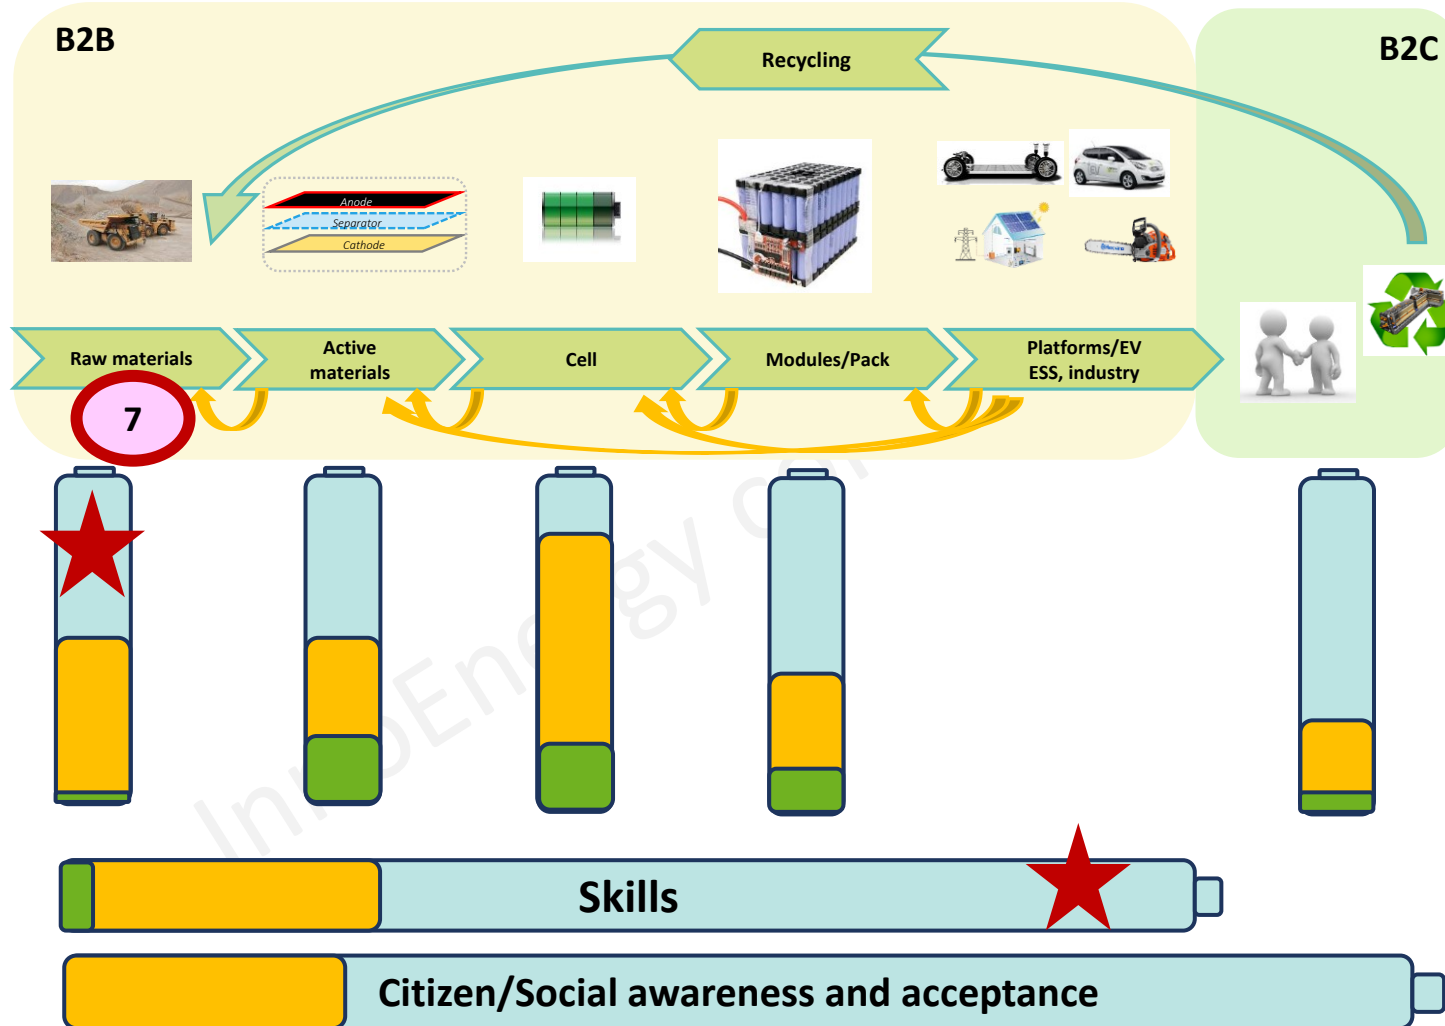 B2B
B2C
Recycling
Anode
Separator
Cathode
Raw materials
Active
materials
Cell
Modules/Pack
Platforms/EV
ESS, industry
7
InnoEnergy
Skills
Citizen/Social awareness and acceptance